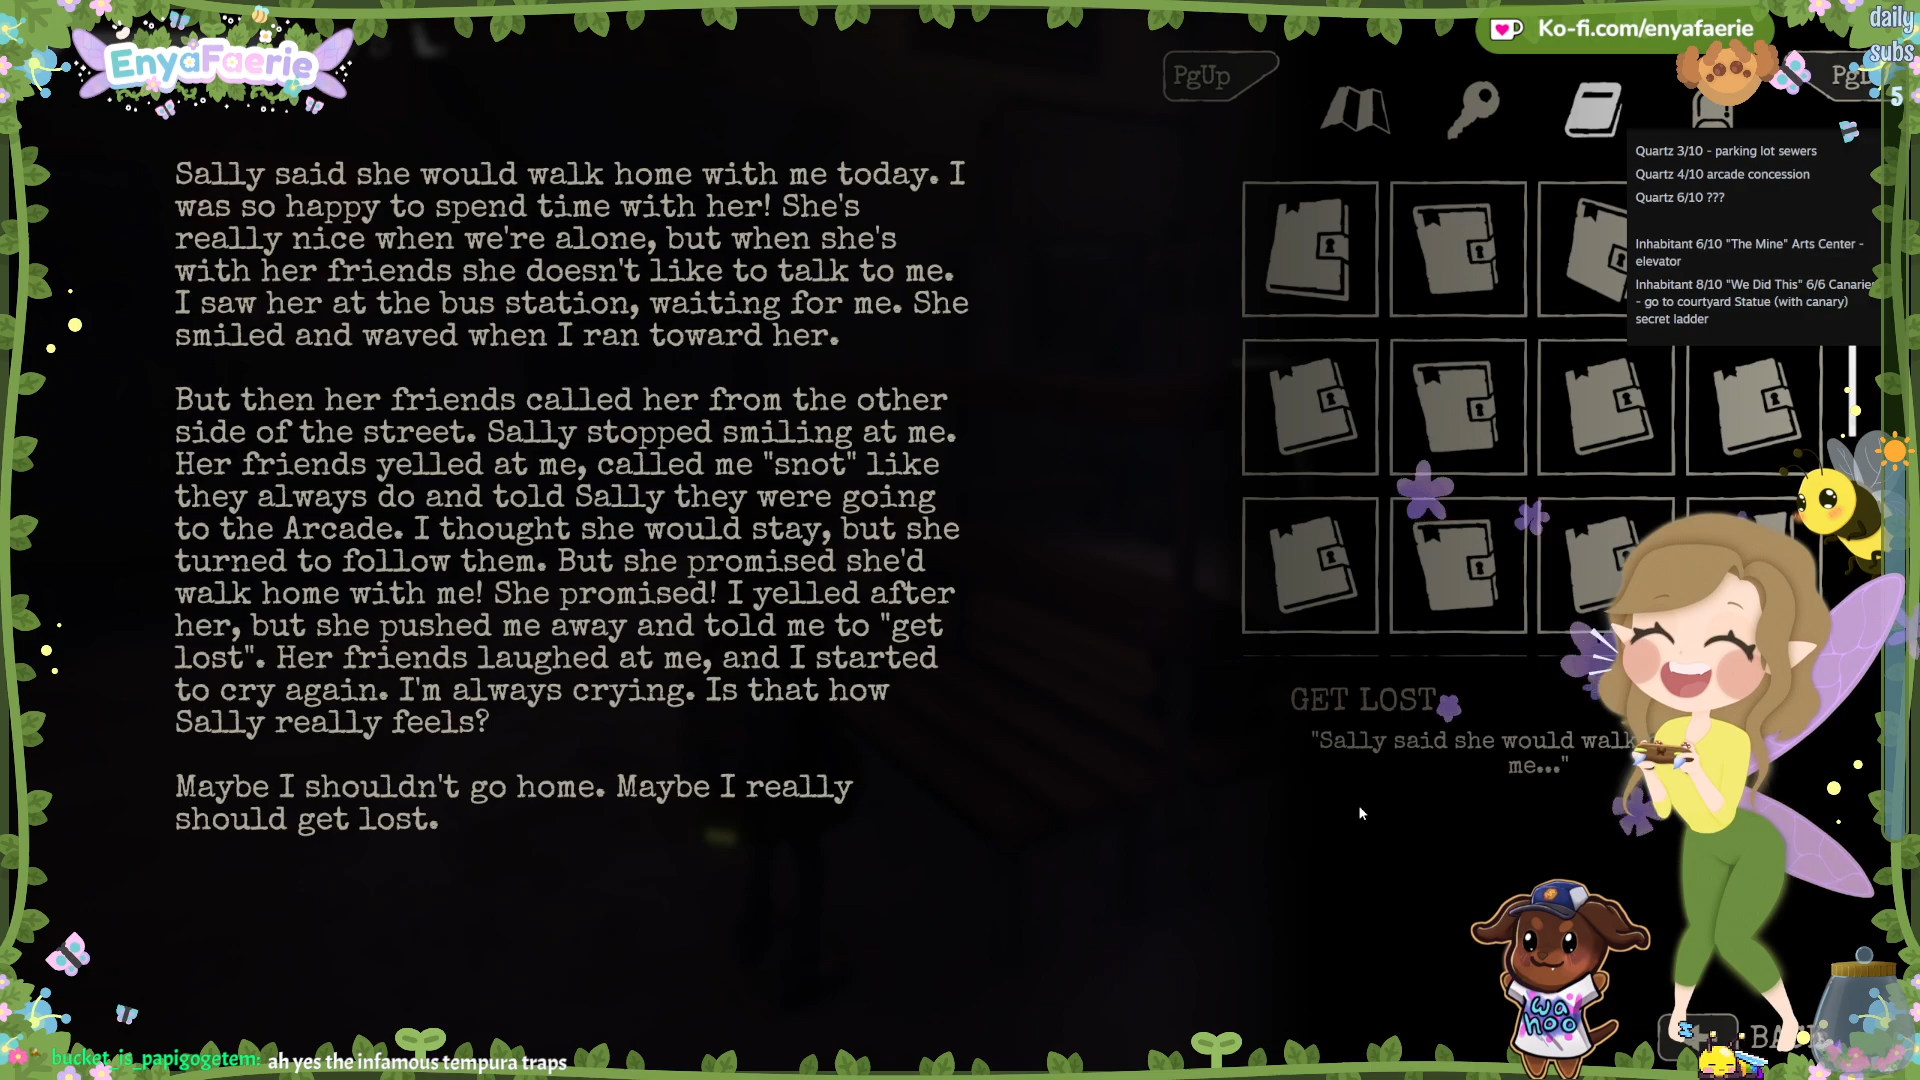 EnyaFaerie
Ko-fi.com/enyafaerie
daily
subs
5
PgUp
Sally said she would walk home with me today. I
was so happy to spend time with her! She's
really nice when we're alone, but when she's
with her friends she doesn't like to talk to me.
I saw her at the bus station, waiting for me. She
smiled and waved when I ran toward her.
But then her friends called her from the other
side of the street. Sally stopped smiling at me.
Her friends yelled at me, called me "snot" like
they always do and told Sally they were going
to the Arcade. I thought she would stay, but she
turned to follow them. But she promised she'd
walk home with me! She promised! I yelled after
her, but she pushed me away and told me to "get
lost". Her friends laughed at me, and I started
to cry again. I'm always crying. Is that how
Sally really feels?
Maybe I shouldn't go home. Maybe I really
should get lost.
Quartz 3/10 - parking lot sewers
Quartz 4/10 arcade concession
Quartz 6/10 ???
Inhabitant 6/10 "The Mine" Arts Center -
elevator
Inhabitant 8/10 "We Did This" 6/6 Canaries
- go to courtyard Statue (with canary)
secret ladder
GET LOST
"Sally said she would walk
me..."
wa
hoo
bucket_is_papigogetem: ah yes the infamous tempura traps